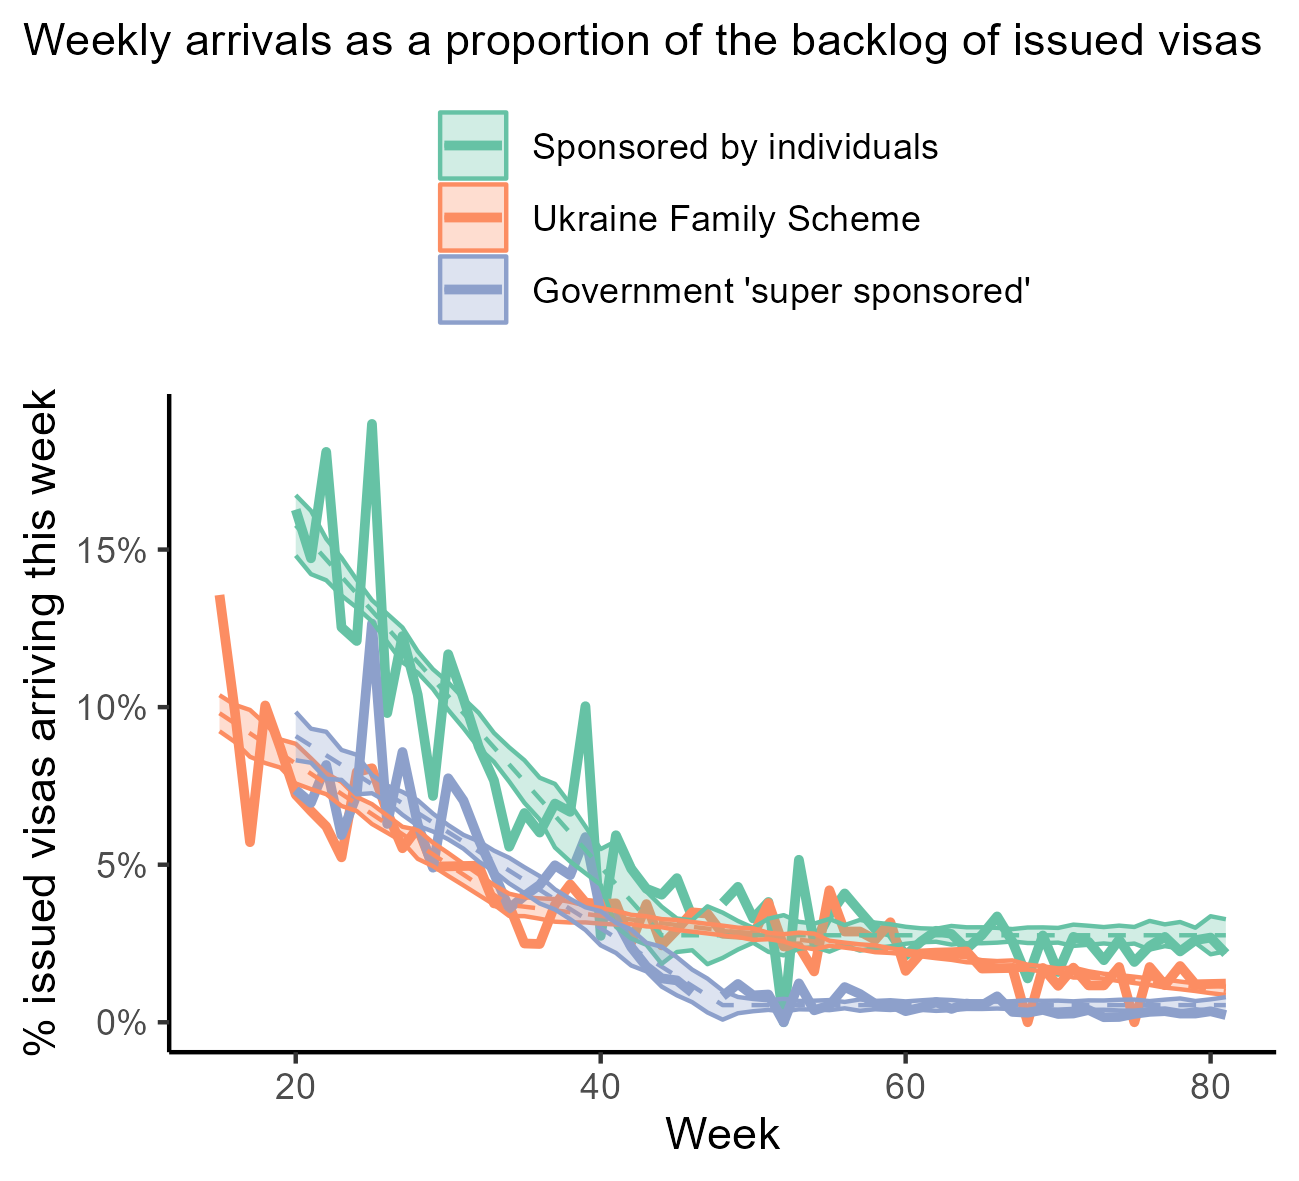 Weekly arrivals as a proportion of the backlog of issued visas
Sponsored by individuals
Ukraine Family Scheme
Government 'super sponsored'
% issued visas arriving this week
15%
10%
5%
0%
20 40 60 80
Week